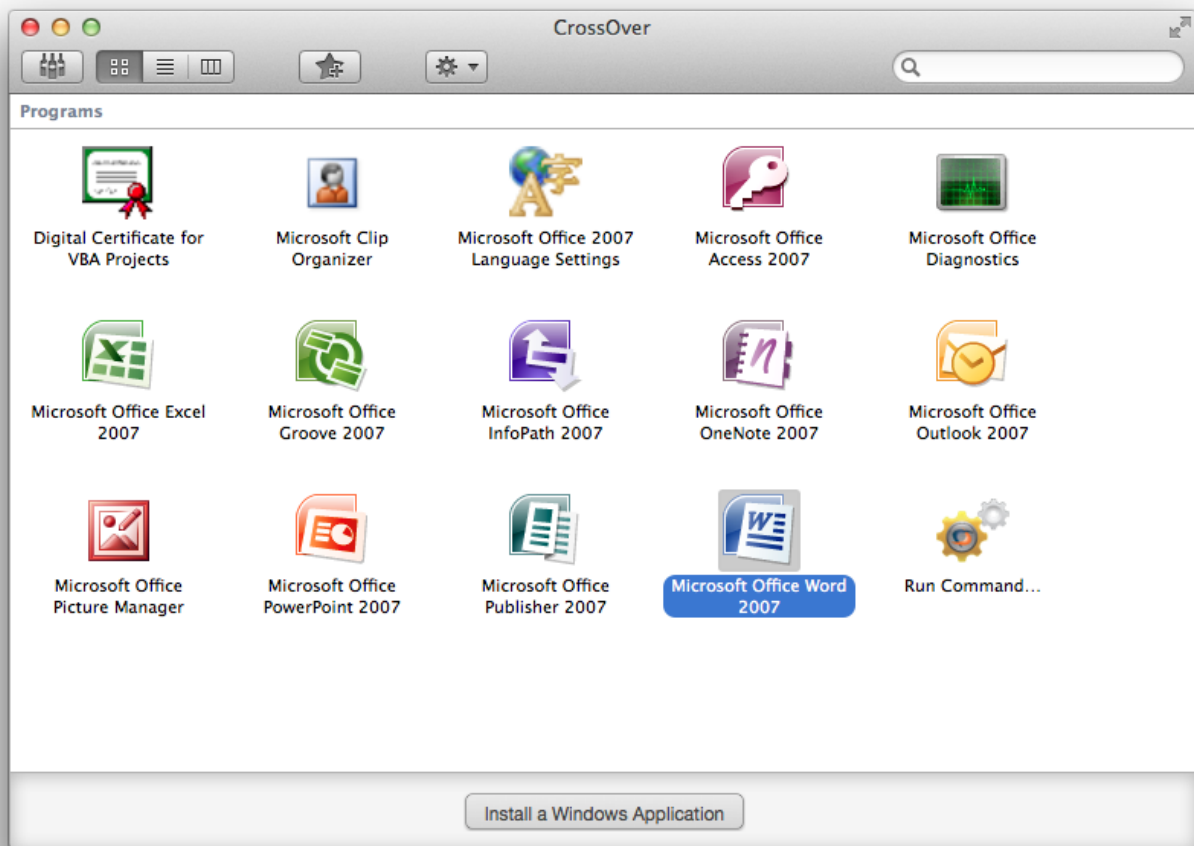 CrossOver
Programs
Digital Certificate for
VBA Projects
Microsoft Clip
Organizer
Microsoft Office 2007
Language Settings
Microsoft Office
Access 2007
Microsoft Office
Diagnostics
Microsoft Office Excel
2007
Microsoft Office
Groove 2007
Microsoft Office
InfoPath 2007
Microsoft Office
OneNote 2007
Microsoft Office
Outlook 2007
Microsoft Office
Picture Manager
Microsoft Office
PowerPoint 2007
Microsoft Office
Publisher 2007
Microsoft Office Word
2007
Run Command...
Install a Windows Application